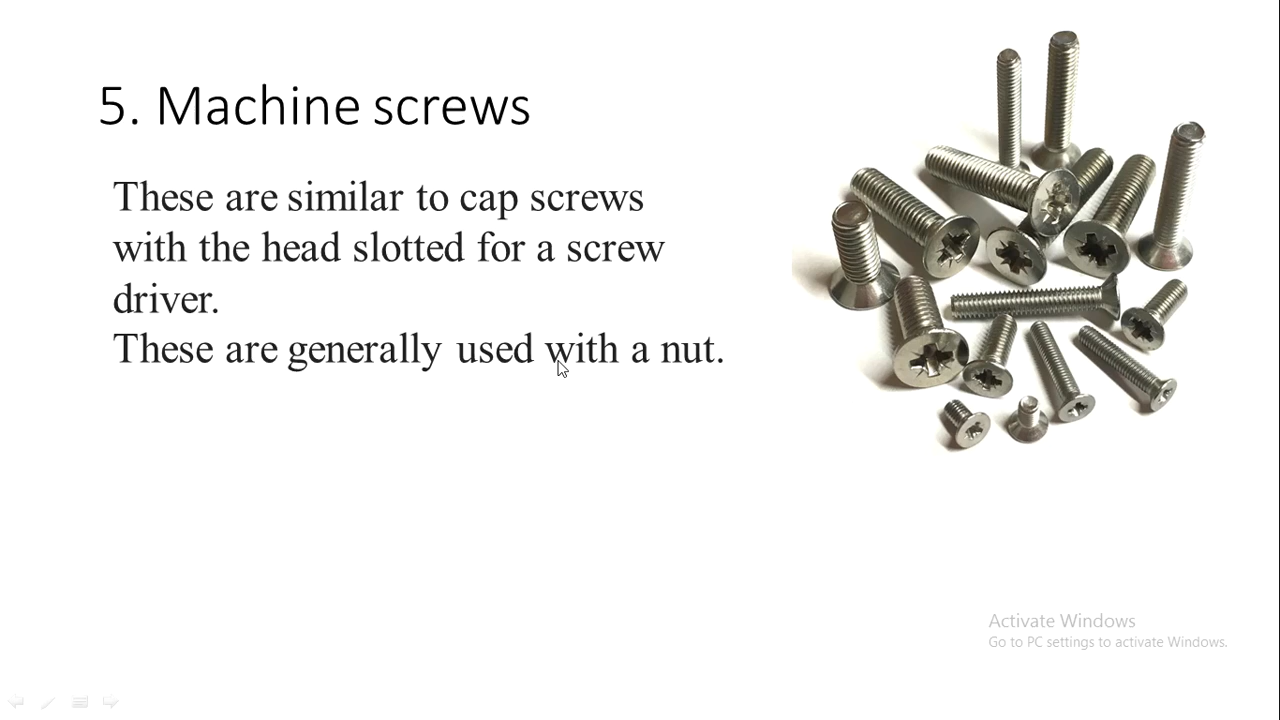 5. Machine screws
These are similar to cap screws
with the head slotted for a screw
driver.
These are generally used with a nut.
Activate Windows
Go to PC settings to activate Windows.